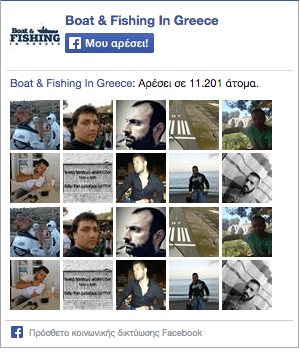 Boat &
FISHING
IN GREECE
Boat & Fishing In Greece
Μου αρέσει!
Boat & Fishing In Greece: Αρέσει σε 11.201 άτομα.
Πρόσθετο κοινωνικής δικτύωσης Facebook